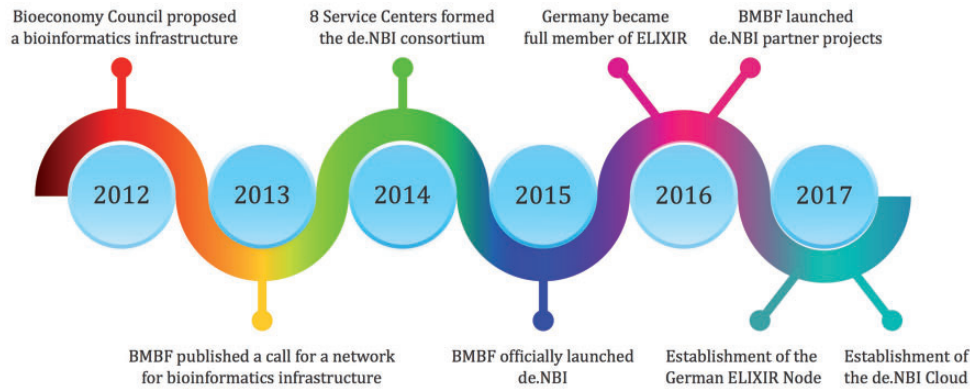 Bioeconomy Council proposed
a bioinformatics infrastructure
8 Service Centers formed
the de.NBI consortium
Germany became
full member of ELIXIR
BMBF launched
de.NBI partner projects
2012
2013
2014
2015
2016
2017
BMBF published a call for a network
for bioinformatics infrastructure
BMBF officially launched
de.NBI
Establishment of the
German ELIXIR Node
Establishment of
the de.NBI Cloud